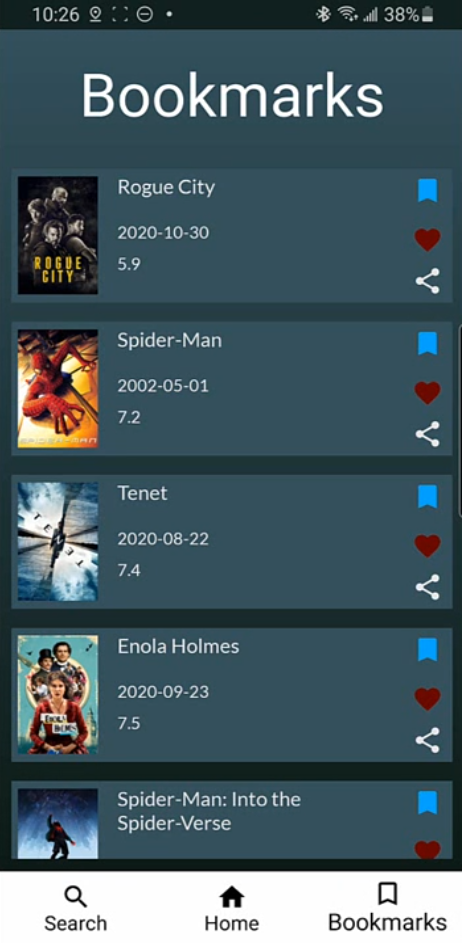 10:26
38%
Bookmarks
Rogue City
2020-10-30
5.9
ROGUE
CITY
Spider-Man
2002-05-01
7.2
SPIDER-MAN
Tenet
2020-08-22
7.4
TENET
Enola Holmes
2020-09-23
7.5
ENOLA
HOLMES
Spider-Man: Into the
Spider-Verse
Search
Home
Bookmarks